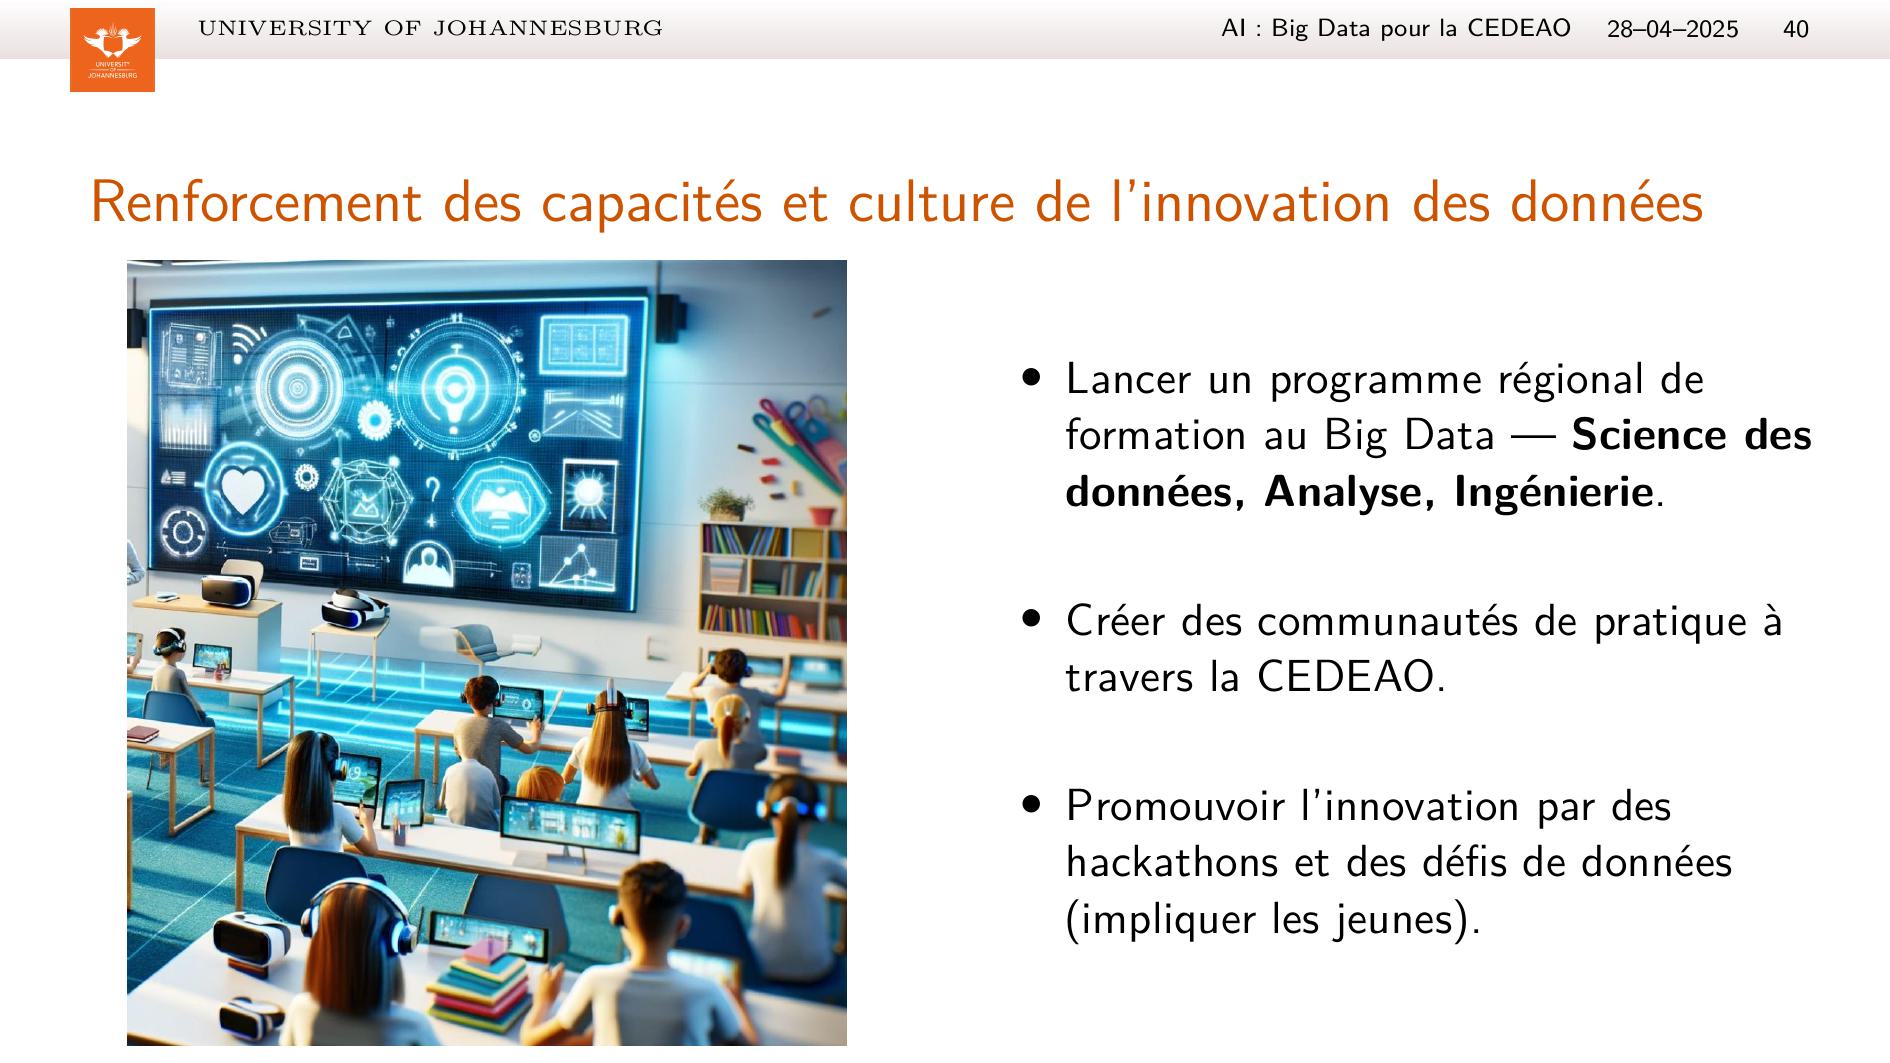 UNIVERSITY OF JOHANNESBURG
AI : Big Data pour la CEDEAO 28–04–2025 40
UNIVERSITY
OF
JOHANNESBURG
Renforcement des capacités et culture de l'innovation des données
• Lancer un programme régional de
formation au Big Data — Science des
données, Analyse, Ingénierie.
• Créer des communautés de pratique à
travers la CEDEAO.
• Promouvoir l'innovation par des
hackathons et des défis de données
(impliquer les jeunes).